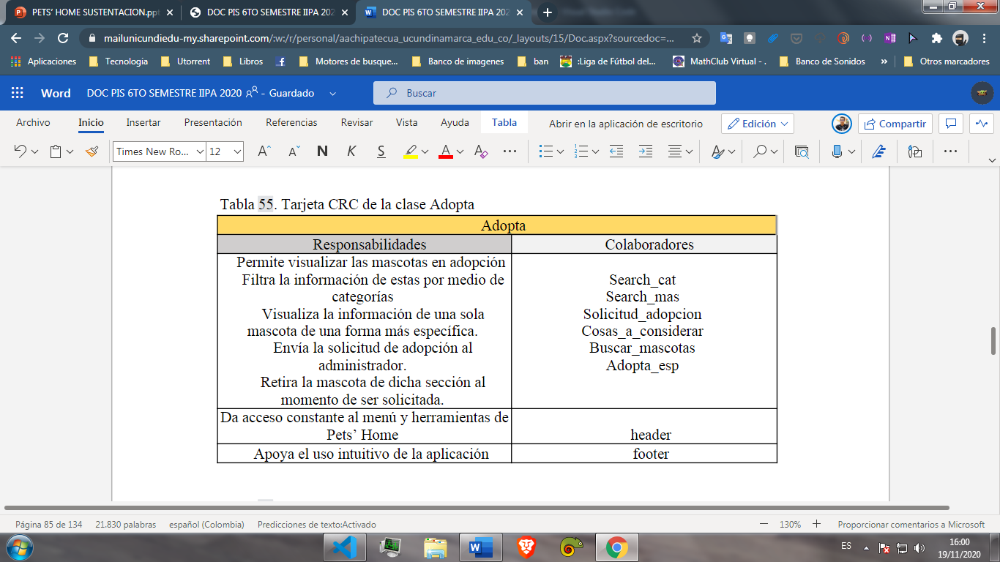 PETS' HOME SUSTENTACION.ppt
DOC PIS 6TO SEMESTRE IIPA 202
DOC PIS 6TO SEMESTRE IIPA 202
mailunicundiedu-my.sharepoint.com/:w:/r/personal/aachipatecua_ucundinamarca_edu_co/_layouts/15/Doc.aspx?sourcedoc=...
Aplicaciones
Tecnologia
Utorrent
Libros
Motores de busque...
Banco de imagenes
ban
:Liga de Fútbol del...
MathClub Virtual - .
Banco de Sonidos
»
Otros marcadores
Word
DOC PIS 6TO SEMESTRE IIPA 2020 - Guardado
Buscar
Archivo
Inicio
Insertar
Presentación
Referencias
Revisar
Vista
Ayuda
Tabla
Abrir en la aplicación de escritorio
Edición
Compartir
Times New Ro...
12
N
K
S
Tabla 55. Tarjeta CRC de la clase Adopta
Adopta
Responsabilidades
Colaboradores
Permite visualizar las mascotas en adopción
Filtra la información de estas por medio de
categorías
Visualiza la información de una sola
mascota de una forma más específica.
Envía la solicitud de adopción al
administrador.
Retira la mascota de dicha sección al
momento de ser solicitada.
Search_cat
Search_mas
Solicitud_adopcion
Cosas_a_considerar
Buscar_mascotas
Adopta_esp
Da acceso constante al menú y herramientas de
Pets' Home
header
Apoya el uso intuitivo de la aplicación
footer
Página 85 de 134
21.830 palabras
español (Colombia)
Predicciones de texto:Activado
130%
Proporcionar comentarios a Microsoft
ES
16:00
19/11/2020